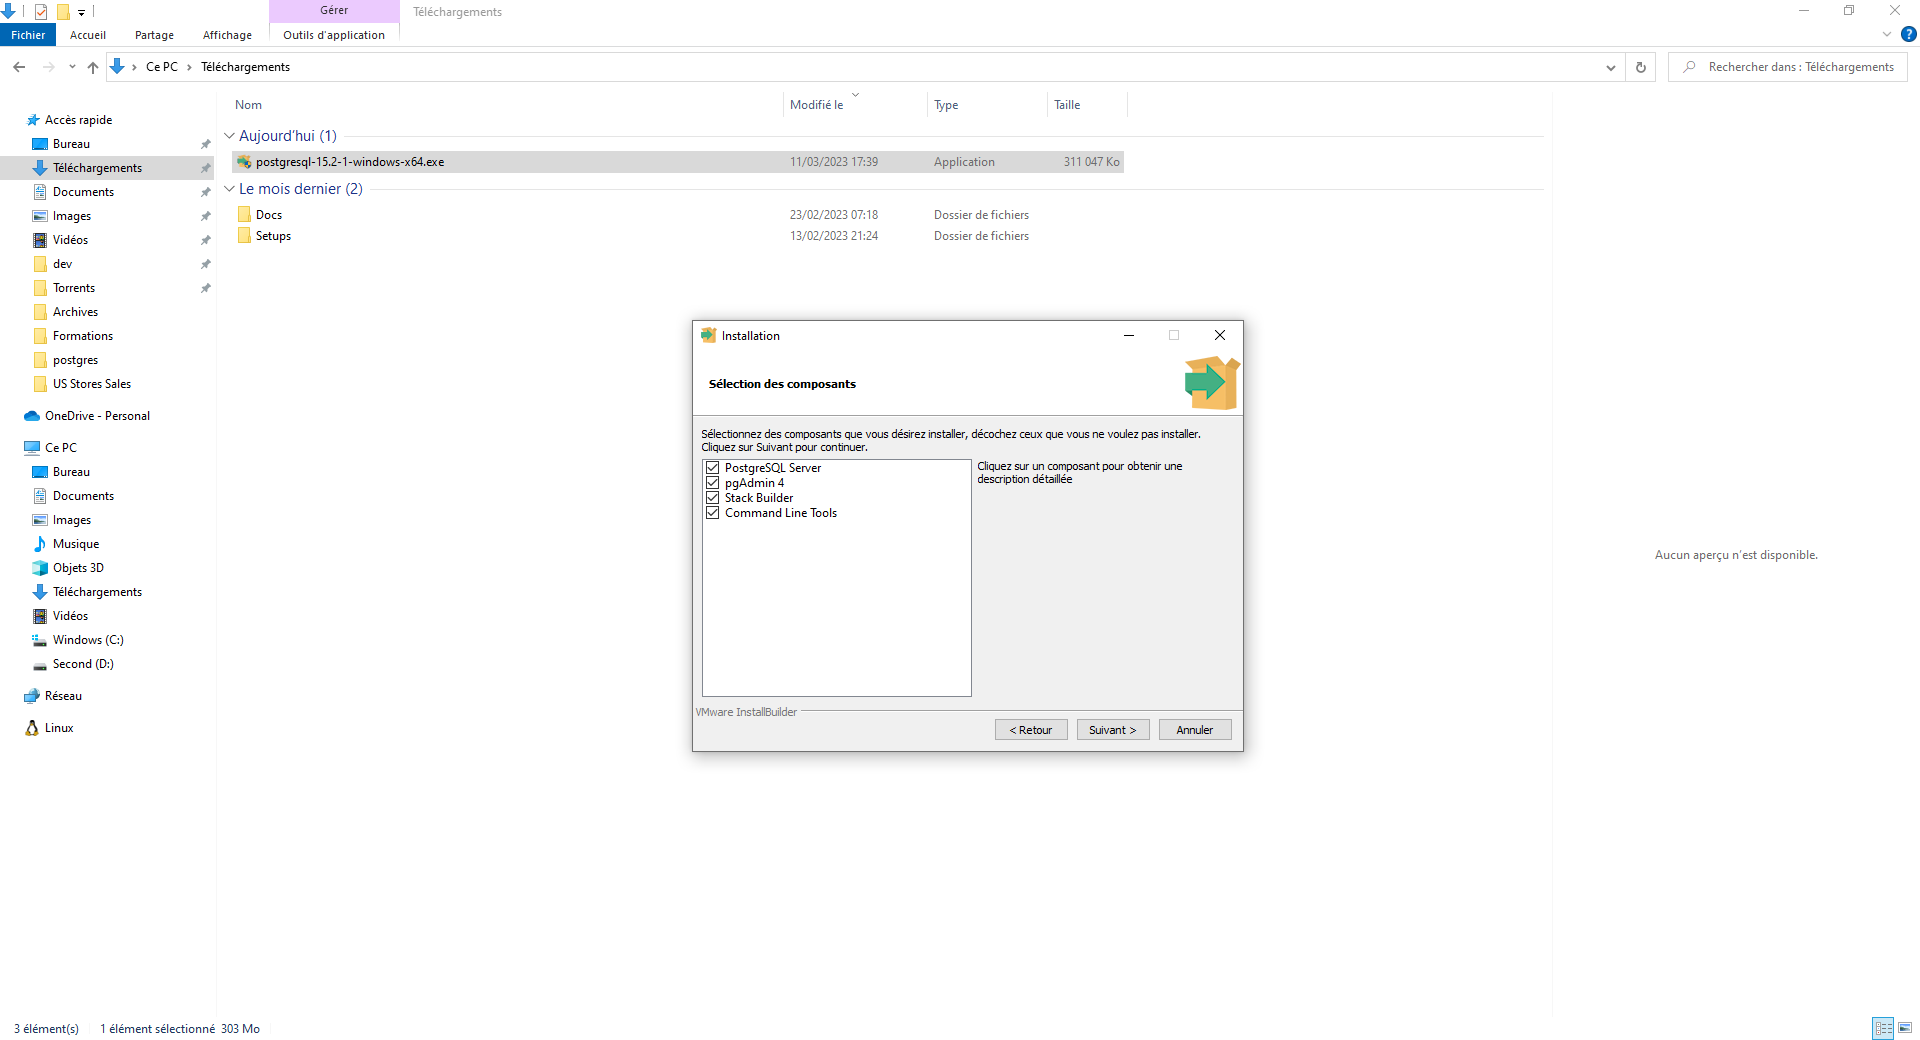 Gérer
Téléchargements
Fichier
Accueil
Partage
Affichage
Outils d'application
?
Ce PC
Téléchargements
Rechercher dans : Téléchargements
Nom
Modifié le
Type
Taille
Accès rapide
Bureau
Téléchargements
Documents
Images
Vidéos
dev
Torrents
Archives
Formations
postgres
US Stores Sales
OneDrive - Personal
Ce PC
Bureau
Documents
Images
Musique
Objets 3D
Téléchargements
Vidéos
Windows (C:)
Second (D:)
Réseau
Linux
Aujourd'hui (1)
postgresql-15.2-1-windows-x64.exe 11/03/2023 17:39 Application 311 047 Ko
Le mois dernier (2)
Docs 23/02/2023 07:18 Dossier de fichiers
Setups 13/02/2023 21:24 Dossier de fichiers
Installation
Sélection des composants
Sélectionnez des composants que vous désirez installer, décochez ceux que vous ne voulez pas installer.
Cliquez sur Suivant pour continuer.
PostgreSQL Server
pgAdmin 4
Stack Builder
Command Line Tools
Cliquez sur un composant pour obtenir une
description détaillée
VMware InstallBuilder
< Retour
Suivant >
Annuler
Aucun aperçu n'est disponible.
3 élément(s)
1 élément sélectionné 303 Mo